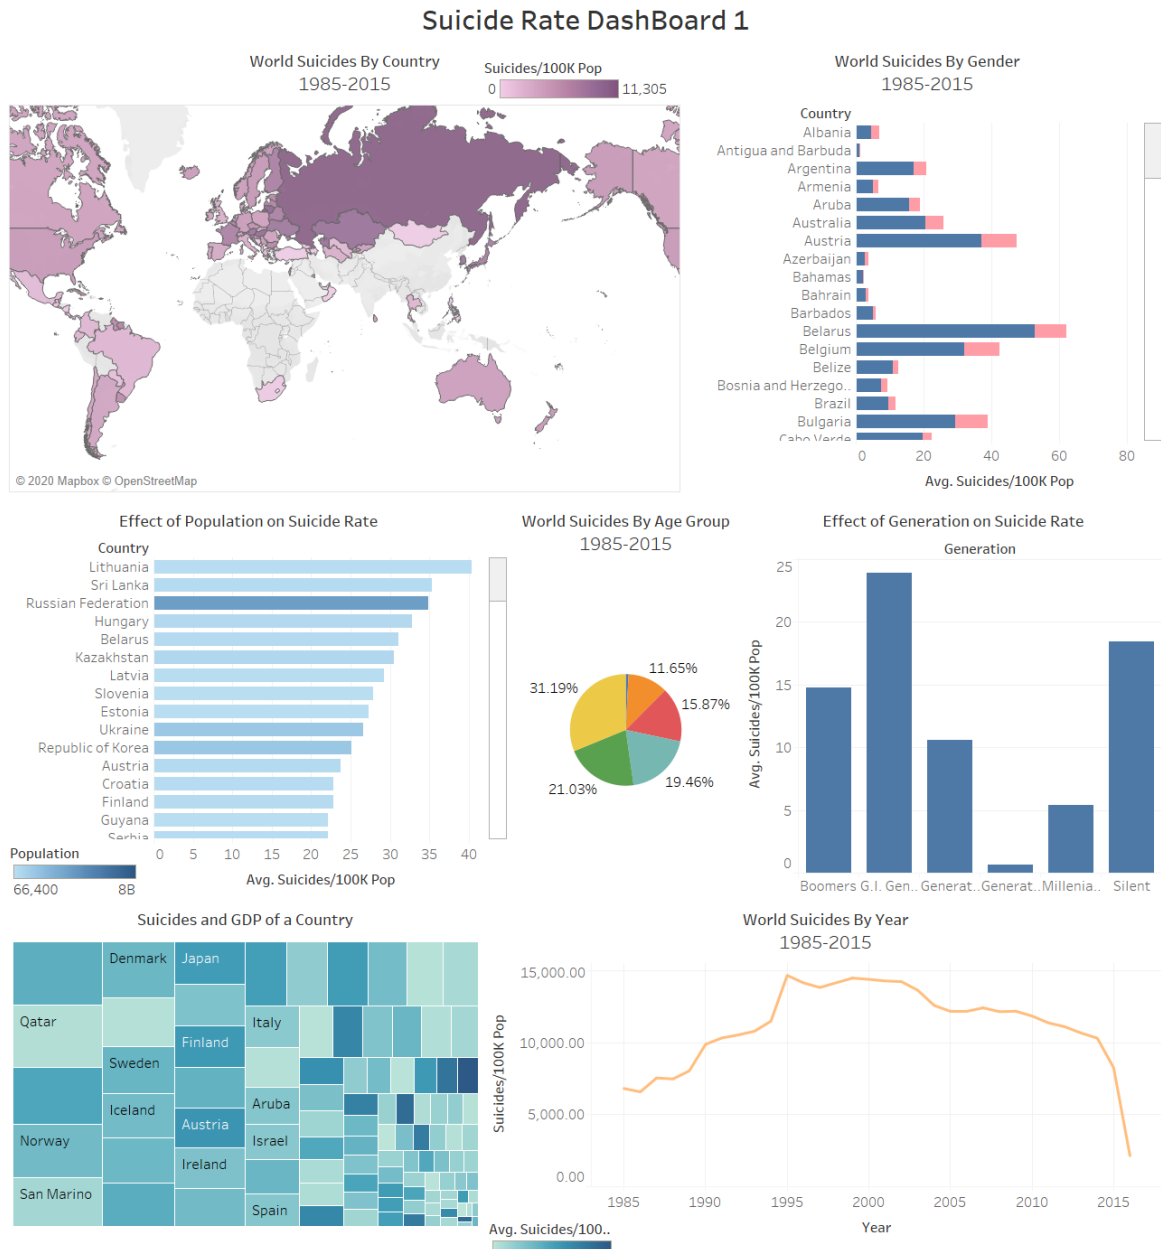 Suicide Rate DashBoard 1
World Suicides By Country
1985-2015
Suicides/100K Pop
0
11,305
© 2020 Mapbox © OpenStreetMap
World Suicides By Gender
1985-2015
Country
Albania
Antigua and Barbuda
Argentina
Armenia
Aruba
Australia
Austria
Azerbaijan
Bahamas
Bahrain
Barbados
Belarus
Belgium
Belize
Bosnia and Herzego..
Brazil
Bulgaria
Cabo Verde
0 20 40 60 80
Avg. Suicides/100K Pop
Effect of Population on Suicide Rate
Country
Lithuania
Sri Lanka
Russian Federation
Hungary
Belarus
Kazakhstan
Latvia
Slovenia
Estonia
Ukraine
Republic of Korea
Austria
Croatia
Finland
Guyana
Serbia
0 5 10 15 20 25 30 35 40
Avg. Suicides/100K Pop
Population
66,400 8B
World Suicides By Age Group
1985-2015
11.65%
31.19%
15.87%
19.46%
21.03%
Effect of Generation on Suicide Rate
Generation
Avg. Suicides/100K Pop
25
20
15
10
5
0
Boomers G.I. Gen.. Generat.. Generat.. Millenia.. Silent
Suicides and GDP of a Country
Denmark
Japan
Qatar
Italy
Finland
Sweden
Aruba
Iceland
Austria
Norway
Israel
Ireland
San Marino
Spain
Avg. Suicides/100..
World Suicides By Year
1985-2015
Suicides/100K Pop
15,000.00
10,000.00
5,000.00
0.00
1985 1990 1995 2000 2005 2010 2015
Year